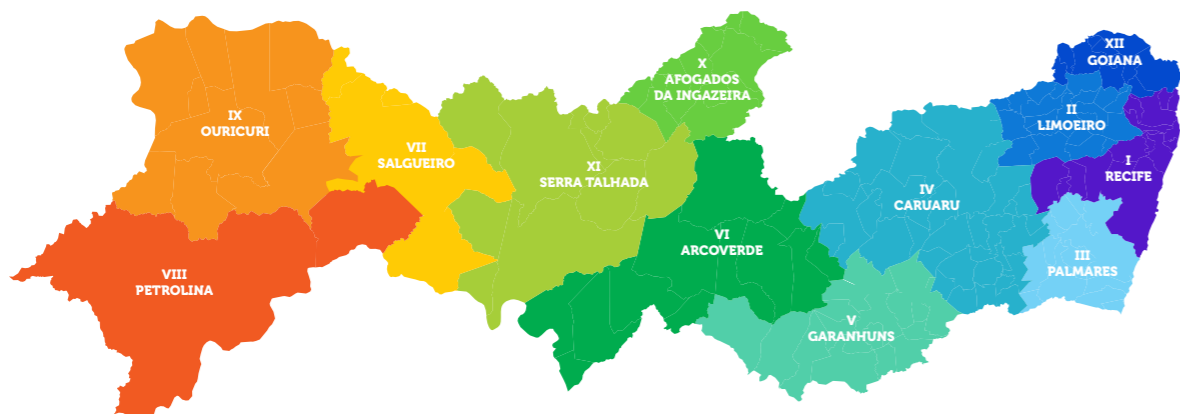 IX
OURICURI
VII
SALGUEIRO
VIII
PETROLINA
XI
SERRA TALHADA
X
AFOGADOS
DA INGAZEIRA
VI
ARCOVERDE
IV
CARUARU
V
GARANHUNS
XII
GOIANA
II
LIMOEIRO
I
RECIFE
III
PALMARES